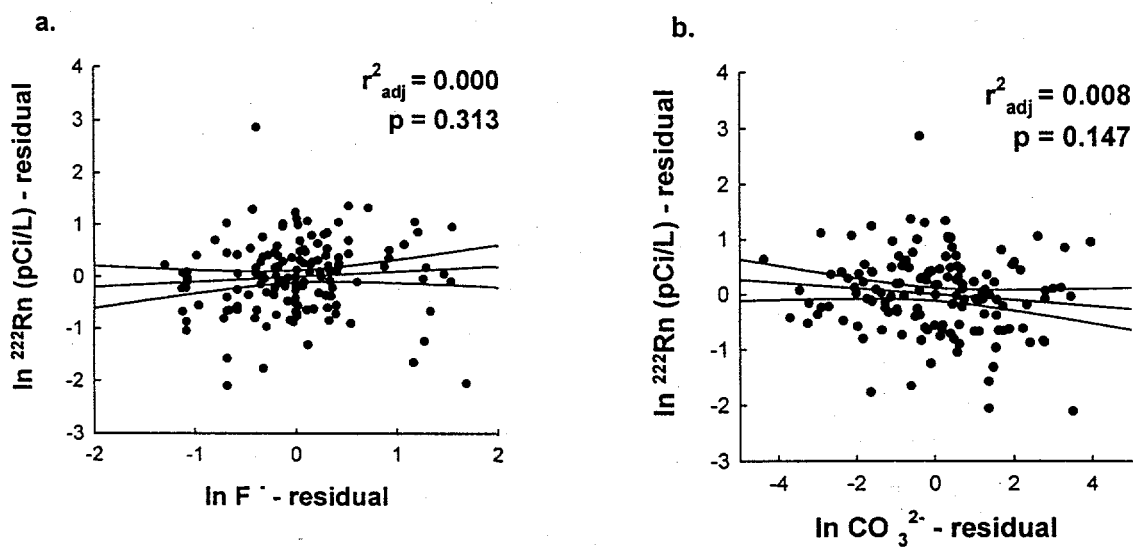 a.
r²adj = 0.000
p = 0.313
ln ²²²Rn (pCi/L) - residual
4
3
2
1
0
-1
-2
-3
-2
-1
0
1
2
ln F⁻ - residual
b.
r²adj = 0.008
p = 0.147
ln ²²²Rn (pCi/L) - residual
4
3
2
1
0
-1
-2
-3
-4
-2
0
2
4
ln CO₃²⁻ - residual